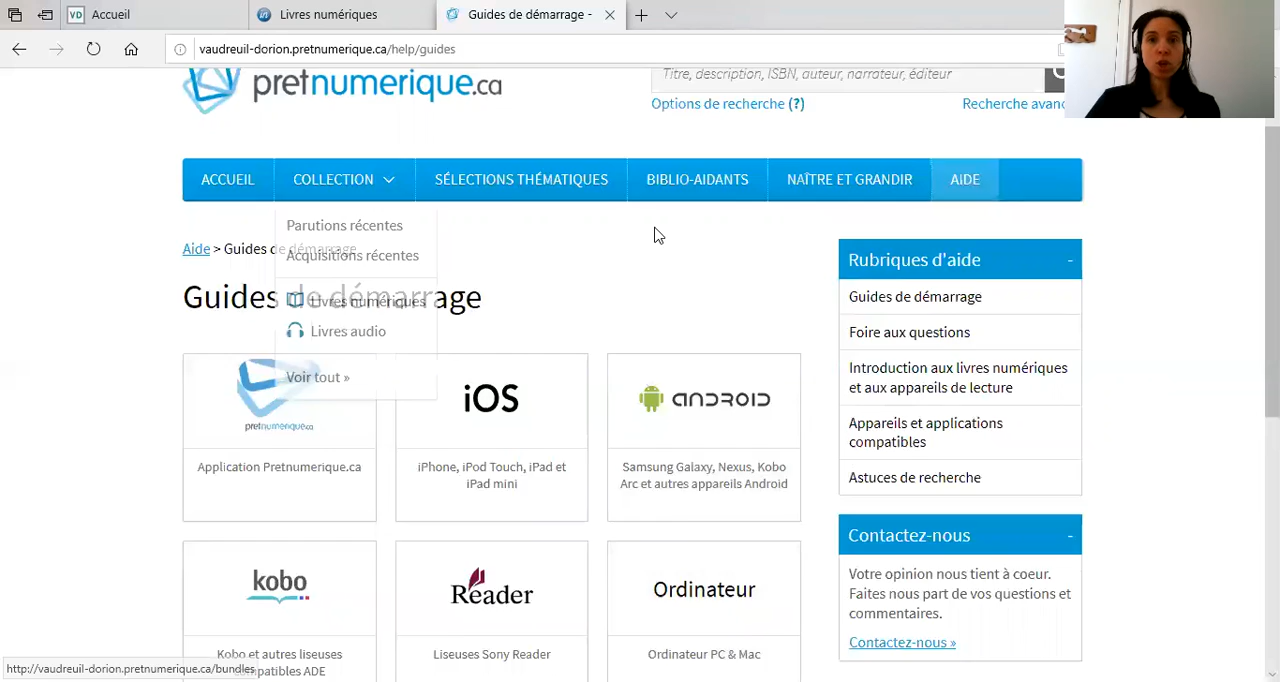 Accueil
Livres numériques
Guides de démarrage -
vaudreuil-dorion.pretnumerique.ca/help/guides
pretnumerique.ca
Titre, description, ISBN, auteur, narrateur, éditeur
Options de recherche (?)
Recherche avanc
ACCUEIL
COLLECTION
SÉLECTIONS THÉMATIQUES
BIBLIO-AIDANTS
NAÎTRE ET GRANDIR
AIDE
Parutions récentes
Acquisitions récentes
Livres numériques
Livres audio
Voir tout »
Aide > Guides de démarrage
Guides de démarrage
pretnumerique.ca
Application Pretnumerique.ca
iOS
iPhone, iPod Touch, iPad et
iPad mini
ANDROID
Samsung Galaxy, Nexus, Kobo
Arc et autres appareils Android
kobo
Kobo et autres liseuses
compatibles ADE
Reader
Liseuses Sony Reader
Ordinateur
Ordinateur PC & Mac
Rubriques d'aide -
Guides de démarrage
Foire aux questions
Introduction aux livres numériques
et aux appareils de lecture
Appareils et applications
compatibles
Astuces de recherche
Contactez-nous -
Votre opinion nous tient à coeur.
Faites nous part de vos questions et
commentaires.
Contactez-nous »
http://vaudreuil-dorion.pretnumerique.ca/bundles